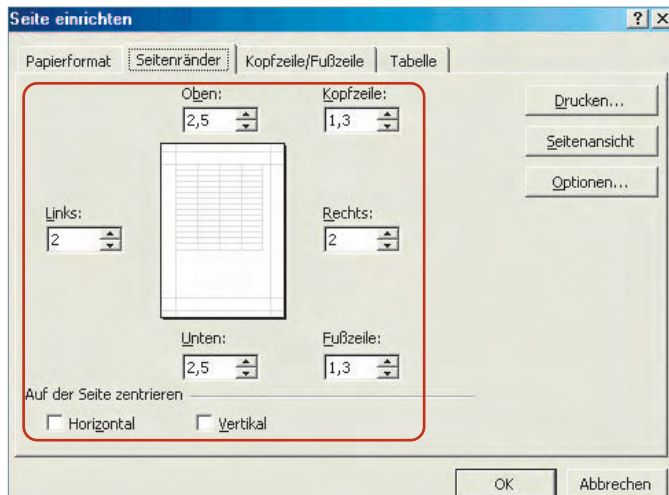 Seite einrichten
Papierformat Seitenränder Kopfzeile/Fußzeile Tabelle
Oben: Kopfzeile:
2,5 1,3
Drucken...
Seitenansicht
Optionen...
Links: Rechts:
2 2
Unten: Fußzeile:
2,5 1,3
Auf der Seite zentrieren
Horizontal Vertikal
OK Abbrechen